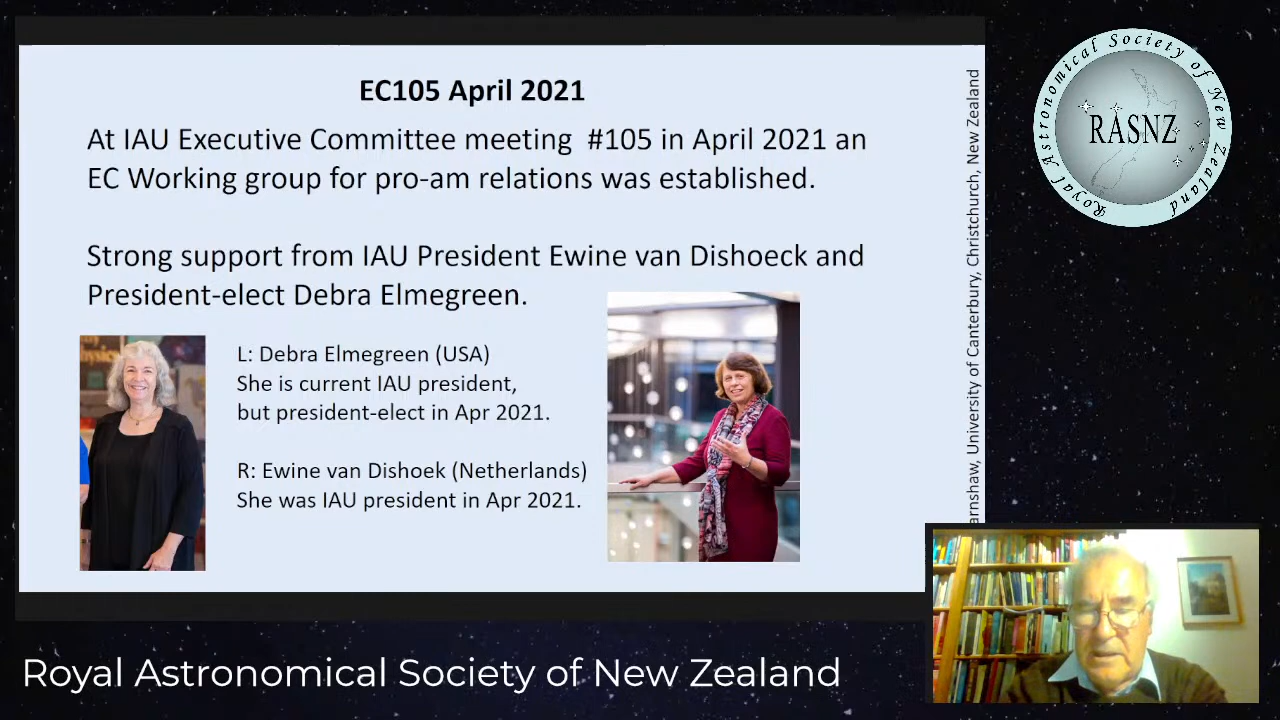 EC105 April 2021
At IAU Executive Committee meeting #105 in April 2021 an
EC Working group for pro-am relations was established.
Strong support from IAU President Ewine van Dishoeck and
President-elect Debra Elmegreen.
L: Debra Elmegreen (USA)
She is current IAU president,
but president-elect in Apr 2021.
R: Ewine van Dishoek (Netherlands)
She was IAU president in Apr 2021.
University of Canterbury, Christchurch, New Zealand
Royal Astronomical Society of New Zealand
RASNZ
Royal Astronomical Society of New Zealand